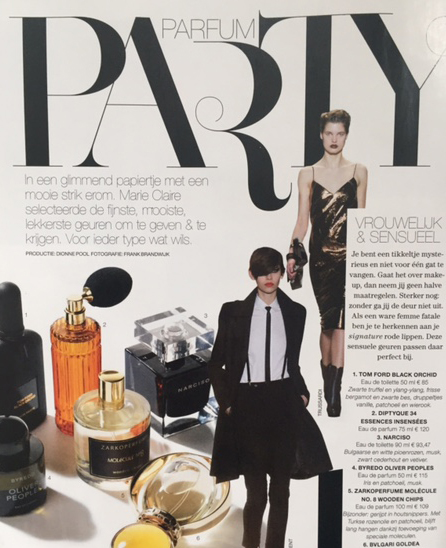 PARFUM
PARTY
In een glimmend papiertje met een
mooie strik erom. Marie Claire
selecteerde de fijnste, mooiste,
lekkerste geuren om te geven & te
krijgen. Voor ieder type wat wils.
PRODUCTIE: DIONNE POOL FOTOGRAFIE: FRANK BRANDWIJK
VROUWELIJK
& SENSUEEL
Je bent een tikkeltje myste-
rieus en niet voor één gat te
vangen. Gaat het over make-
up, dan neem jij geen halve
maatregelen. Sterker nog:
zonder ga jij de deur niet uit.
Als een ware femme fatale
ben je te herkennen aan je
signature rode lippen. Deze
sensuele geuren passen daar
perfect bij.
1. TOM FORD BLACK ORCHID
Eau de toilette 50 ml € 85
Zwarte truffel en ylang-ylang, frisse
bergamot en zwarte bes, druppeltjes
vanille, patchoeli en wierook.
2. DIPTYQUE 34
ESSENCES INSENSÉES
Eau de parfum 75 ml € 120
3. NARCISO
Eau de toilette 90 ml € 93,47
Bulgaarse en witte pioenrozen, musk,
zwart cederhout en vetiver.
4. BYREDO OLIVER PEOPLES
Eau de parfum 50 ml € 115
Iris en patchoeli, musk.
5. ZARKOPERFUME MOLÉCULE
NO. 8 WOODEN CHIPS
Eau de parfum 100 ml € 109
Bijzonder: gerijpt in houtsnippers. Met
Turkse rozenolie en patchoeli, blijft
lang hangen dankzij toevoeging van
speciale moleculen.
6. BVLGARI GOLDEA
TRUSSARDI
1
2
3
NARCISO
ZARKOPERFUME
OLIVER
PEOPLES